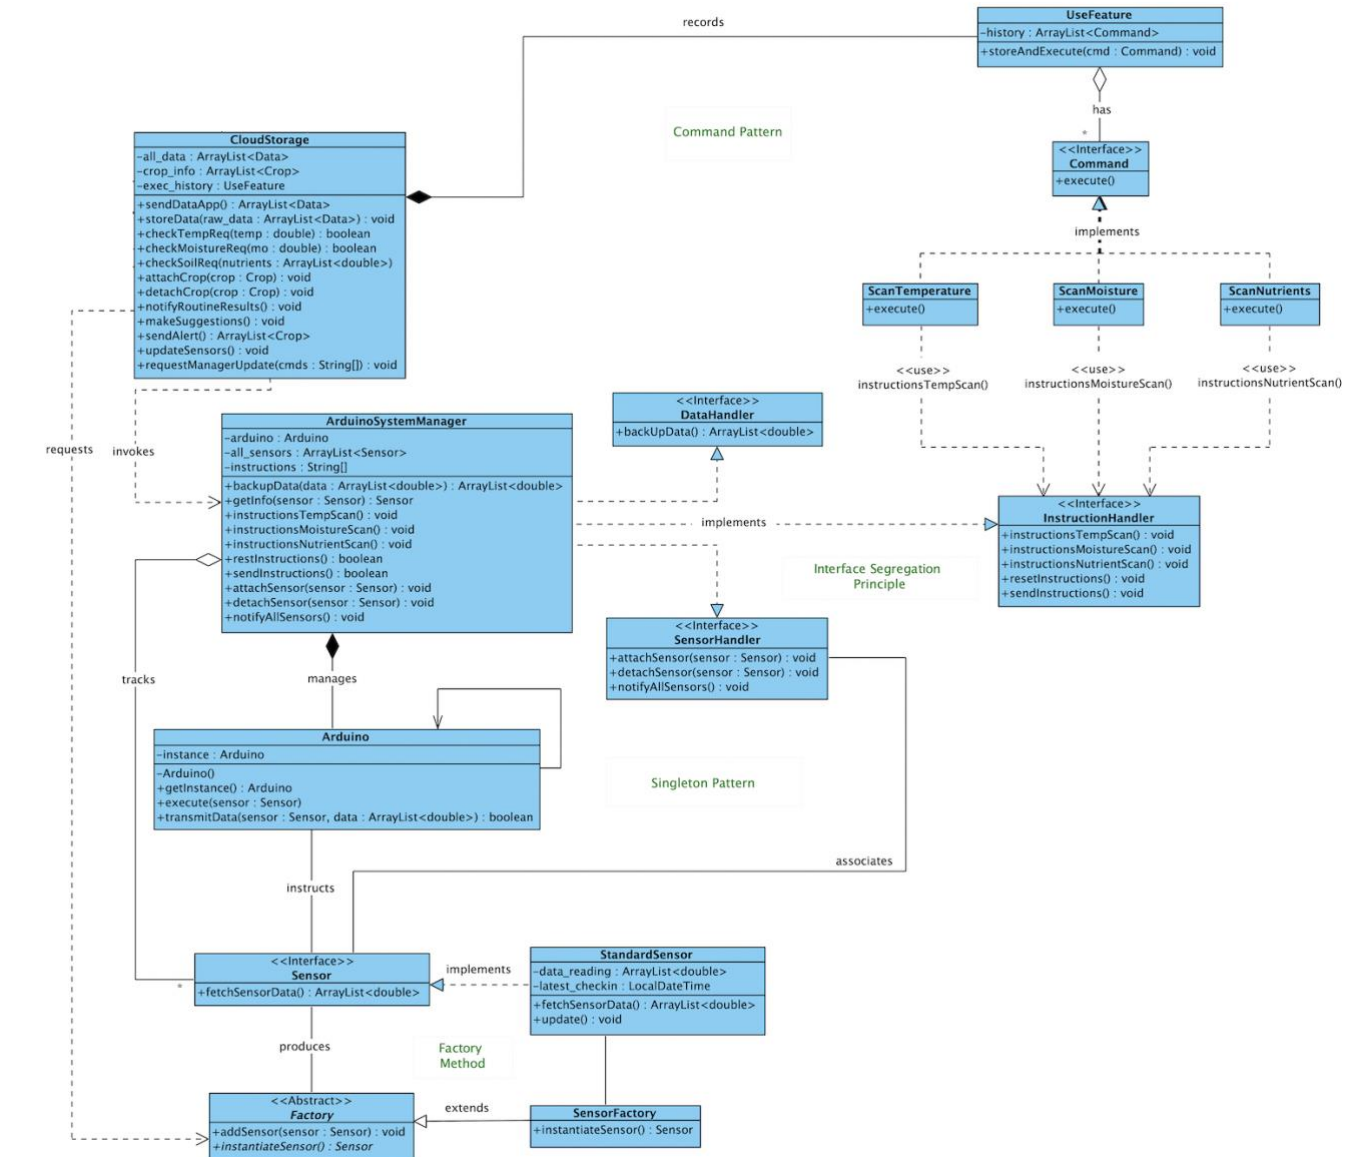 records
UseFeature
-history : ArrayList<Command>
+storeAndExecute(cmd : Command) : void
has
*
Command Pattern
<<Interface>>
Command
+execute()
implements
CloudStorage
-all_data : ArrayList<Data>
-crop_info : ArrayList<Crop>
-exec_history : UseFeature
+sendDataApp() : ArrayList<Data>
+storeData(raw_data : ArrayList<Data>) : void
+checkTempReq(temp : double) : boolean
+checkMoistureReq(mo : double) : boolean
+checkSoilReq(nutrients : ArrayList<double>)
+attachCrop(crop : Crop) : void
+detachCrop(crop : Crop) : void
+notifyRoutineResults() : void
+makeSuggestions() : void
+sendAlert() : ArrayList<Crop>
+updateSensors() : void
+requestManagerUpdate(cmds : String[]) : void
ScanTemperature
+execute()
ScanMoisture
+execute()
ScanNutrients
+execute()
<<use>>
instructionsTempScan()
<<use>>
instructionsMoistureScan()
<<use>>
instructionsNutrientScan()
requests
invokes
ArduinoSystemManager
-arduino : Arduino
-all_sensors : ArrayList<Sensor>
-instructions : String[]
+backupData(data : ArrayList<double>) : ArrayList<double>
+getInfo(sensor : Sensor) : Sensor
+instructionsTempScan() : void
+instructionsMoistureScan() : void
+instructionsNutrientScan() : void
+restInstructions() : boolean
+sendInstructions() : boolean
+attachSensor(sensor : Sensor) : void
+detachSensor(sensor : Sensor) : void
+notifyAllSensors() : void
<<Interface>>
DataHandler
+backUpData() : ArrayList<double>
implements
<<Interface>>
InstructionHandler
+instructionsTempScan() : void
+instructionsMoistureScan() : void
+instructionsNutrientScan() : void
+resetInstructions() : void
+sendInstructions() : void
Interface Segregation
Principle
<<Interface>>
SensorHandler
+attachSensor(sensor : Sensor) : void
+detachSensor(sensor : Sensor) : void
+notifyAllSensors() : void
tracks
manages
Arduino
-instance : Arduino
-Arduino()
+getInstance() : Arduino
+execute(sensor : Sensor)
+transmitData(sensor : Sensor, data : ArrayList<double>) : boolean
Singleton Pattern
associates
instructs
<<Interface>>
Sensor
+fetchSensorData() : ArrayList<double>
*
implements
StandardSensor
-data_reading : ArrayList<double>
-latest_checkin : LocalDateTime
+fetchSensorData() : ArrayList<double>
+update() : void
produces
Factory
Method
<<Abstract>>
Factory
+addSensor(sensor : Sensor) : void
+instantiateSensor() : Sensor
extends
SensorFactory
+instantiateSensor() : Sensor